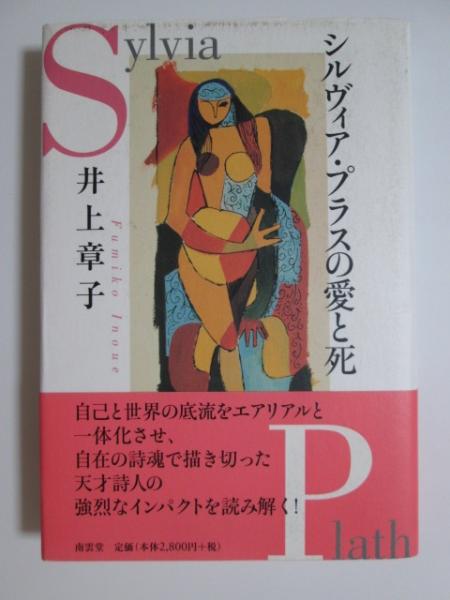 Sylvia
シルヴィア・プラスの愛と死
井上章子
Fumiko Inoue
自己と世界の底流をエアリアルと
一体化させ、
自在の詩魂で描き切った
天才詩人の
強烈なインパクトを読み解く!
Plath
南雲堂 定価(本体2,800円+税)